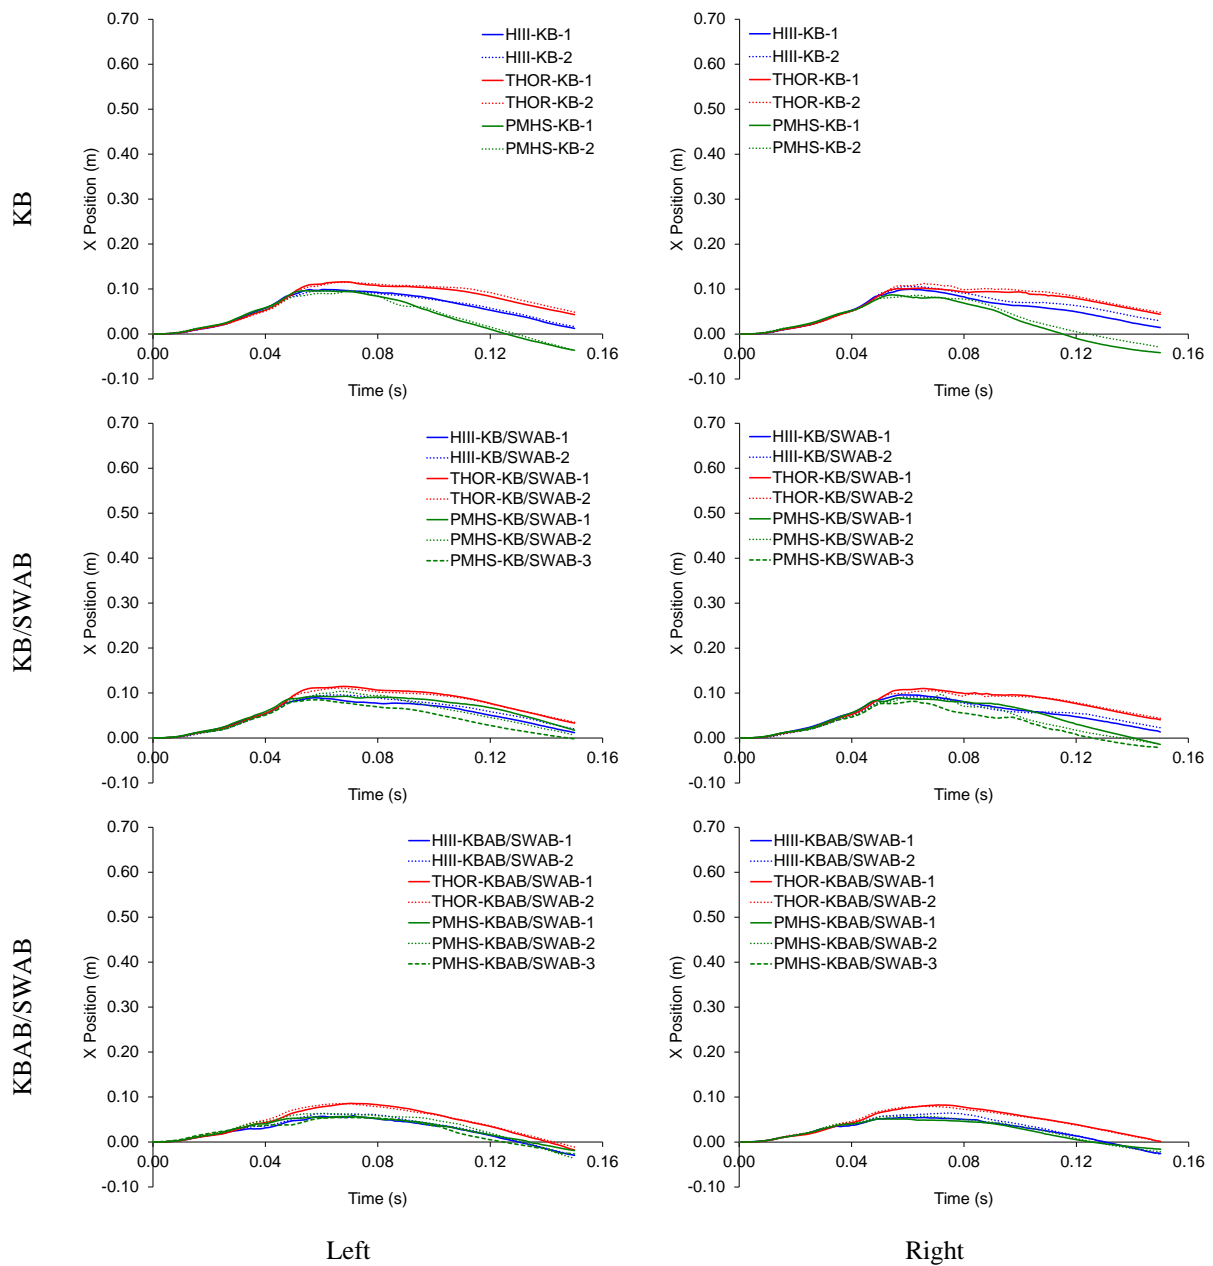 KB
0.70
0.60
0.50
0.40
0.30
0.20
0.10
0.00
-0.10
X Position (m)
0.00 0.04 0.08 0.12 0.16
Time (s)
HIII-KB-1
HIII-KB-2
THOR-KB-1
THOR-KB-2
PMHS-KB-1
PMHS-KB-2
0.70
0.60
0.50
0.40
0.30
0.20
0.10
0.00
-0.10
X Position (m)
0.00 0.04 0.08 0.12 0.16
Time (s)
HIII-KB-1
HIII-KB-2
THOR-KB-1
THOR-KB-2
PMHS-KB-1
PMHS-KB-2
KB/SWAB
0.70
0.60
0.50
0.40
0.30
0.20
0.10
0.00
-0.10
X Position (m)
0.00 0.04 0.08 0.12 0.16
Time (s)
HIII-KB/SWAB-1
HIII-KB/SWAB-2
THOR-KB/SWAB-1
THOR-KB/SWAB-2
PMHS-KB/SWAB-1
PMHS-KB/SWAB-2
PMHS-KB/SWAB-3
0.70
0.60
0.50
0.40
0.30
0.20
0.10
0.00
-0.10
X Position (m)
0.00 0.04 0.08 0.12 0.16
Time (s)
HIII-KB/SWAB-1
HIII-KB/SWAB-2
THOR-KB/SWAB-1
THOR-KB/SWAB-2
PMHS-KB/SWAB-1
PMHS-KB/SWAB-2
PMHS-KB/SWAB-3
KBAB/SWAB
0.70
0.60
0.50
0.40
0.30
0.20
0.10
0.00
-0.10
X Position (m)
0.00 0.04 0.08 0.12 0.16
Time (s)
HIII-KBAB/SWAB-1
HIII-KBAB/SWAB-2
THOR-KBAB/SWAB-1
THOR-KBAB/SWAB-2
PMHS-KBAB/SWAB-1
PMHS-KBAB/SWAB-2
PMHS-KBAB/SWAB-3
0.70
0.60
0.50
0.40
0.30
0.20
0.10
0.00
-0.10
X Position (m)
0.00 0.04 0.08 0.12 0.16
Time (s)
HIII-KBAB/SWAB-1
HIII-KBAB/SWAB-2
THOR-KBAB/SWAB-1
THOR-KBAB/SWAB-2
PMHS-KBAB/SWAB-1
PMHS-KBAB/SWAB-2
PMHS-KBAB/SWAB-3
Left
Right